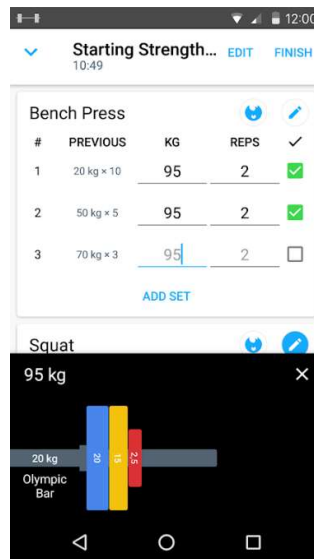 12:00
Starting Strength... EDIT FINISH
10:49
Bench Press
# PREVIOUS KG REPS
1 20 kg × 10 95 2
2 50 kg × 5 95 2
3 70 kg × 3 95 2
ADD SET
Squat
95 kg
20 kg 20 15 2,5
Olympic
Bar